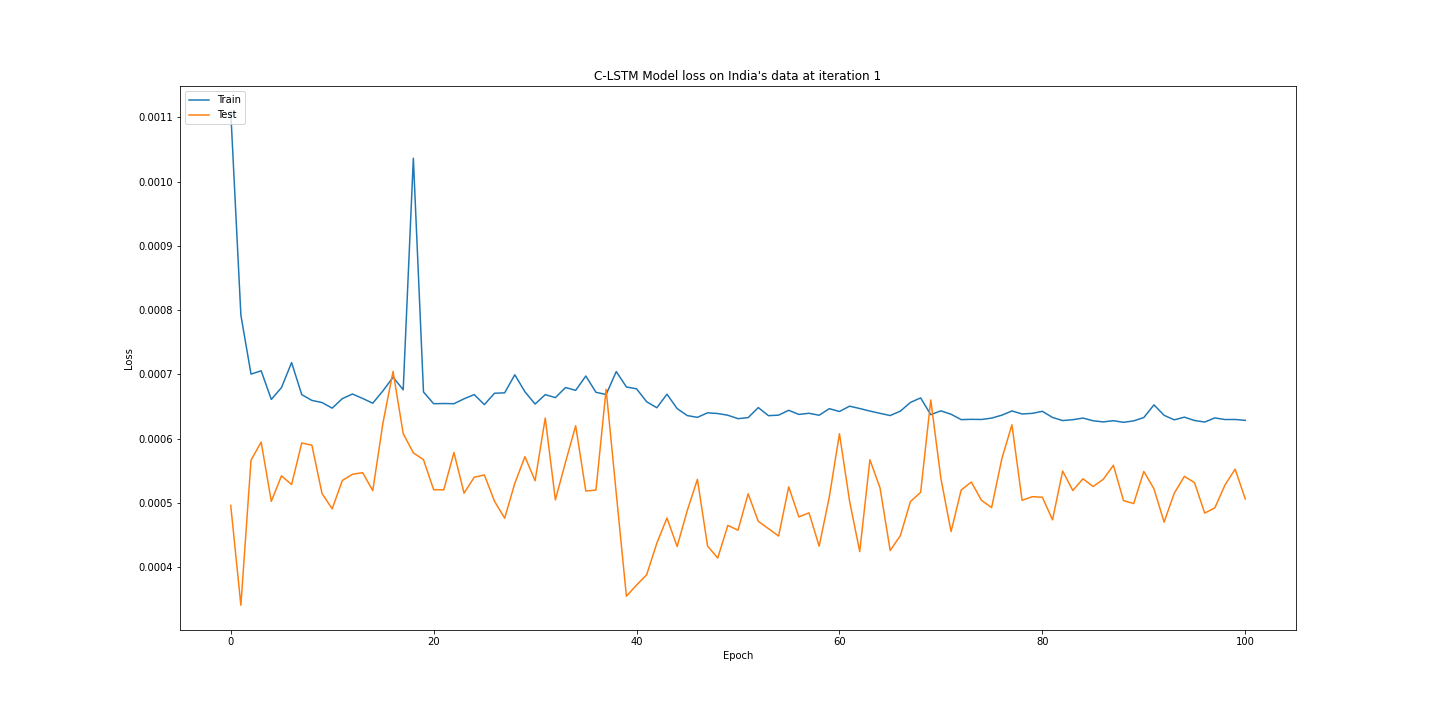 C-LSTM Model loss on India's data at iteration 1
Train
Test
0.0011
0.0010
0.0009
0.0008
0.0007
0.0006
0.0005
0.0004
Loss
0 20 40 60 80 100
Epoch